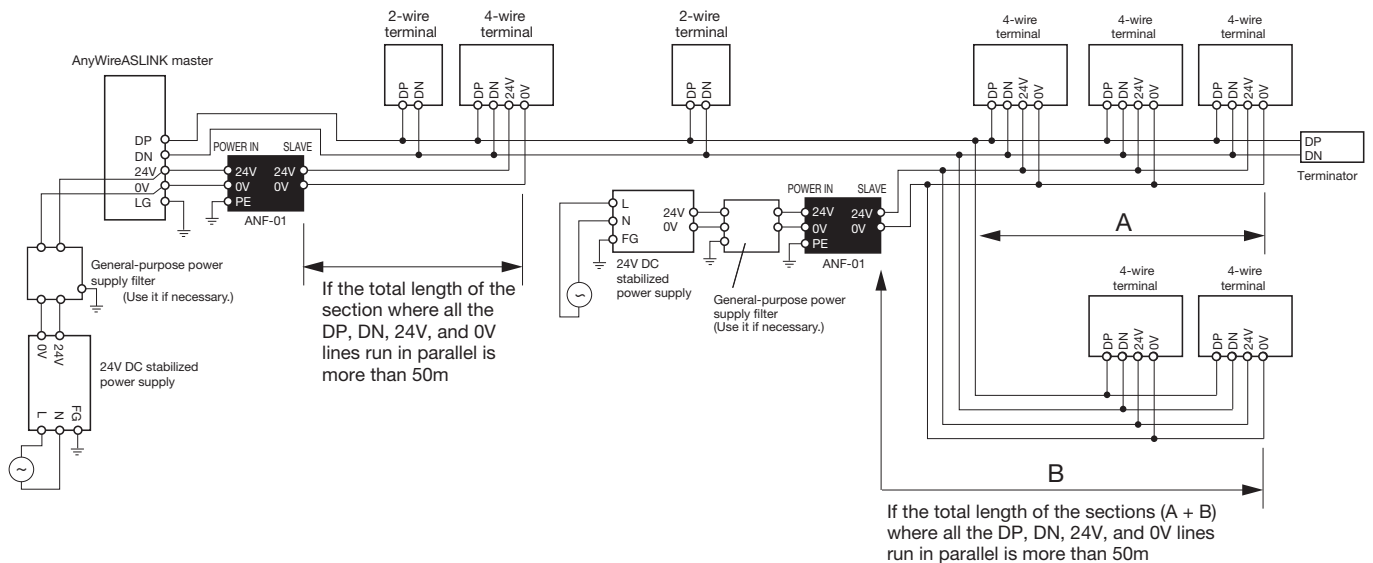 2-wire
terminal
4-wire
terminal
2-wire
terminal
4-wire
terminal
4-wire
terminal
4-wire
terminal
AnyWireASLINK master
DP
DN
DP
DN
24V
0V
DP
DN
DP
DN
24V
0V
DP
DN
24V
0V
DP
DN
24V
0V
DP
DN
24V
0V
LG
POWER IN
SLAVE
24V
0V
PE
24V
0V
ANF-01
DP
DN
Terminator
General-purpose power
supply filter
(Use it if necessary.)
0V
24V
24V DC stabilized
power supply
L
N
FG
~
If the total length of the
section where all the
DP, DN, 24V, and 0V
lines run in parallel is
more than 50m
~
L
N
FG
24V
0V
24V DC
stabilized
power supply
General-purpose power
supply filter
(Use it if necessary.)
POWER IN
SLAVE
24V
0V
PE
24V
0V
ANF-01
A
4-wire
terminal
4-wire
terminal
DP
DN
24V
0V
DP
DN
24V
0V
B
If the total length of the sections (A + B)
where all the DP, DN, 24V, and 0V lines
run in parallel is more than 50m